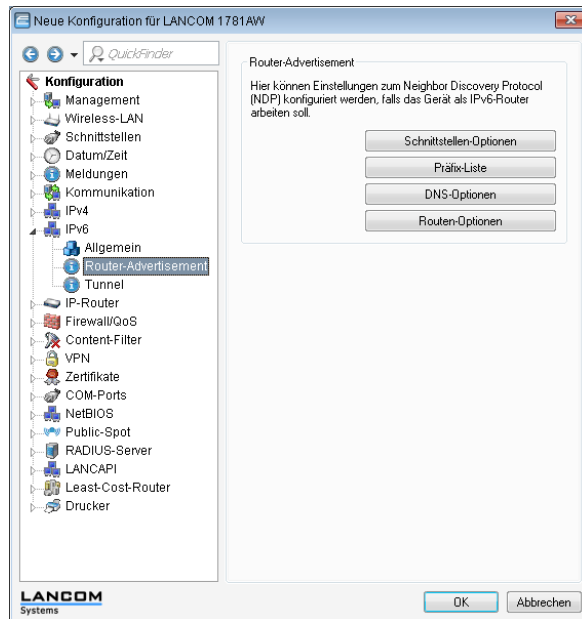 Neue Konfiguration für LANCOM 1781AW
QuickFinder
Konfiguration
Management
Wireless-LAN
Schnittstellen
Datum/Zeit
Meldungen
Kommunikation
IPv4
IPv6
Allgemein
Router-Advertisement
Tunnel
IP-Router
Firewall/QoS
Content-Filter
VPN
Zertifikate
COM-Ports
NetBIOS
Public-Spot
RADIUS-Server
LANCAPI
Least-Cost-Router
Drucker
Router-Advertisement
Hier können Einstellungen zum Neighbor Discovery Protocol
(NDP) konfiguriert werden, falls das Gerät als IPv6-Router
arbeiten soll.
Schnittstellen-Optionen
Präfix-Liste
DNS-Optionen
Routen-Optionen
LANCOM
Systems
OK
Abbrechen